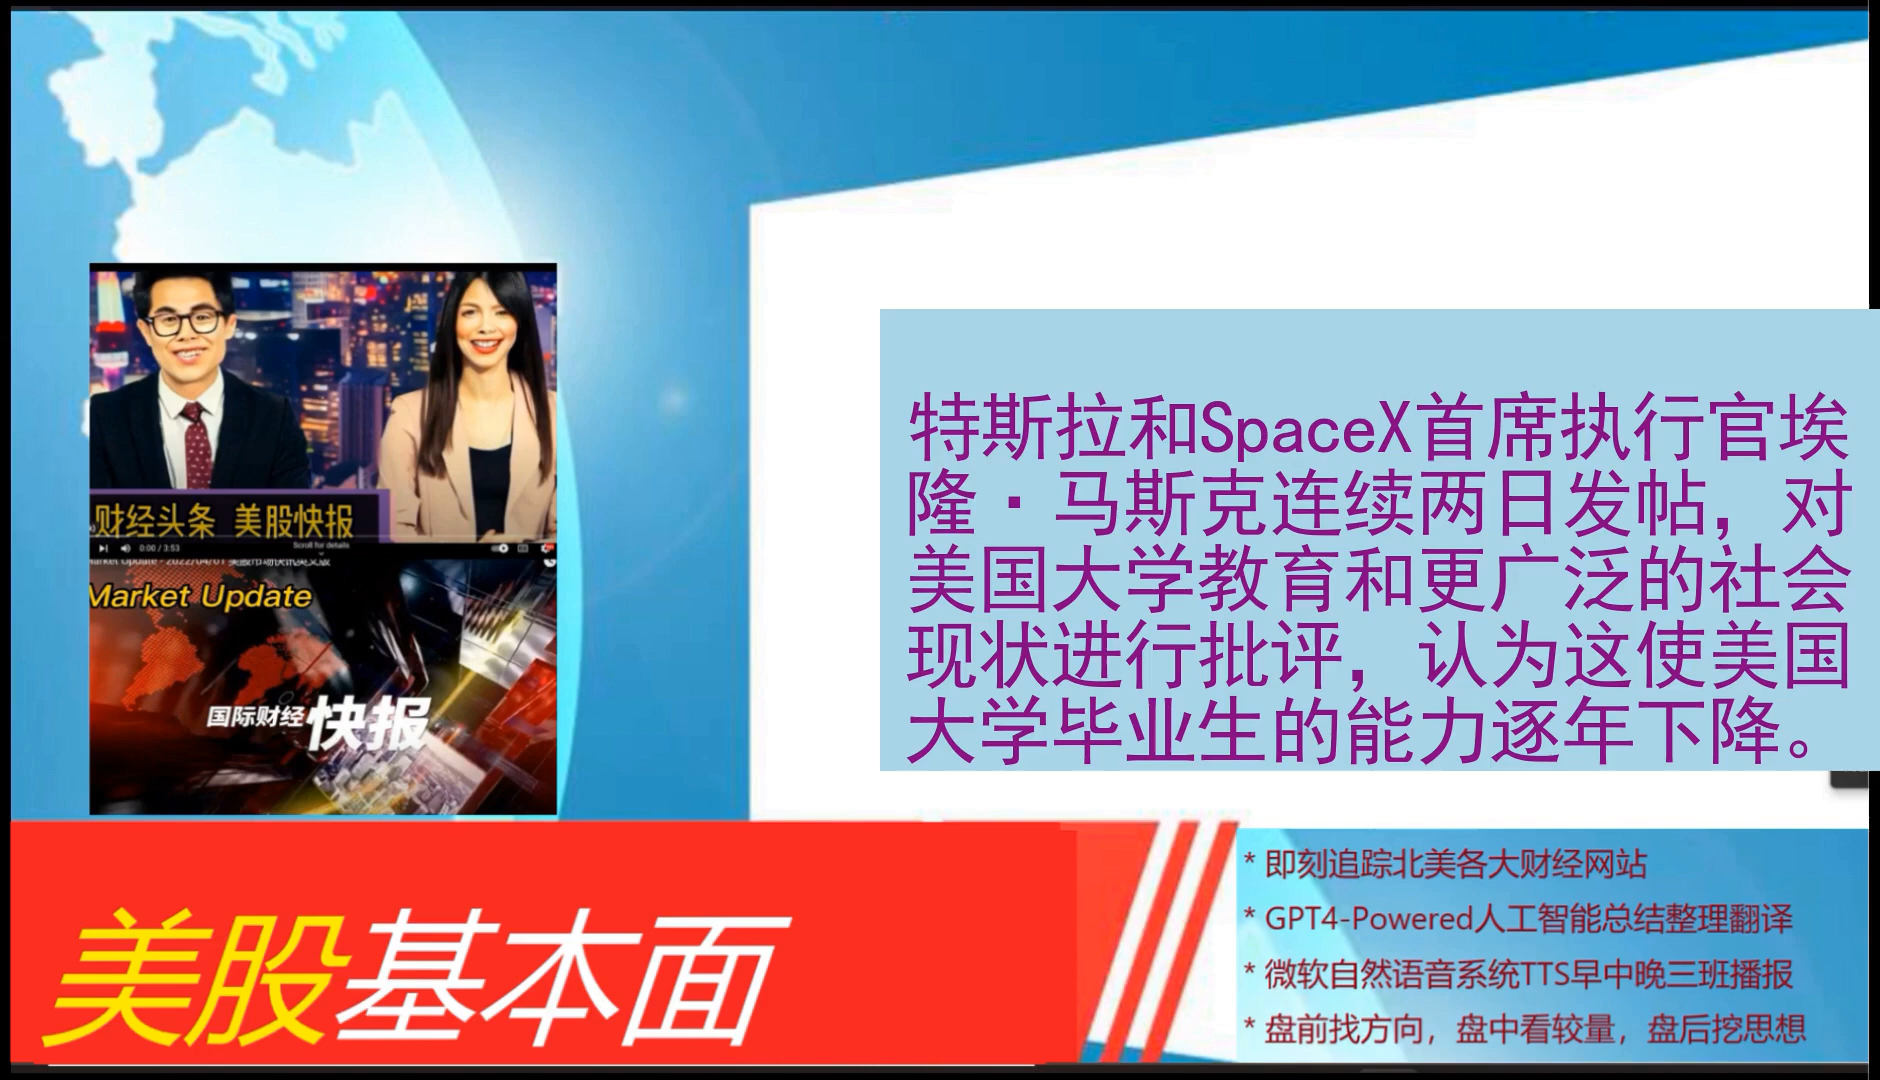 财经头条 美股快报
0:00 / 3:53
Scroll for details
Market Update
国际财经快报
特斯拉和SpaceX首席执行官埃
隆·马斯克连续两日发帖，对
美国大学教育和更广泛的社会
现状进行批评，认为这使美国
大学毕业生的能力逐年下降。
美股基本面
* 即刻追踪北美各大财经网站
* GPT4-Powered人工智能总结整理翻译
* 微软自然语音系统TTS早中晚三班播报
* 盘前找方向，盘中看较量，盘后挖思想